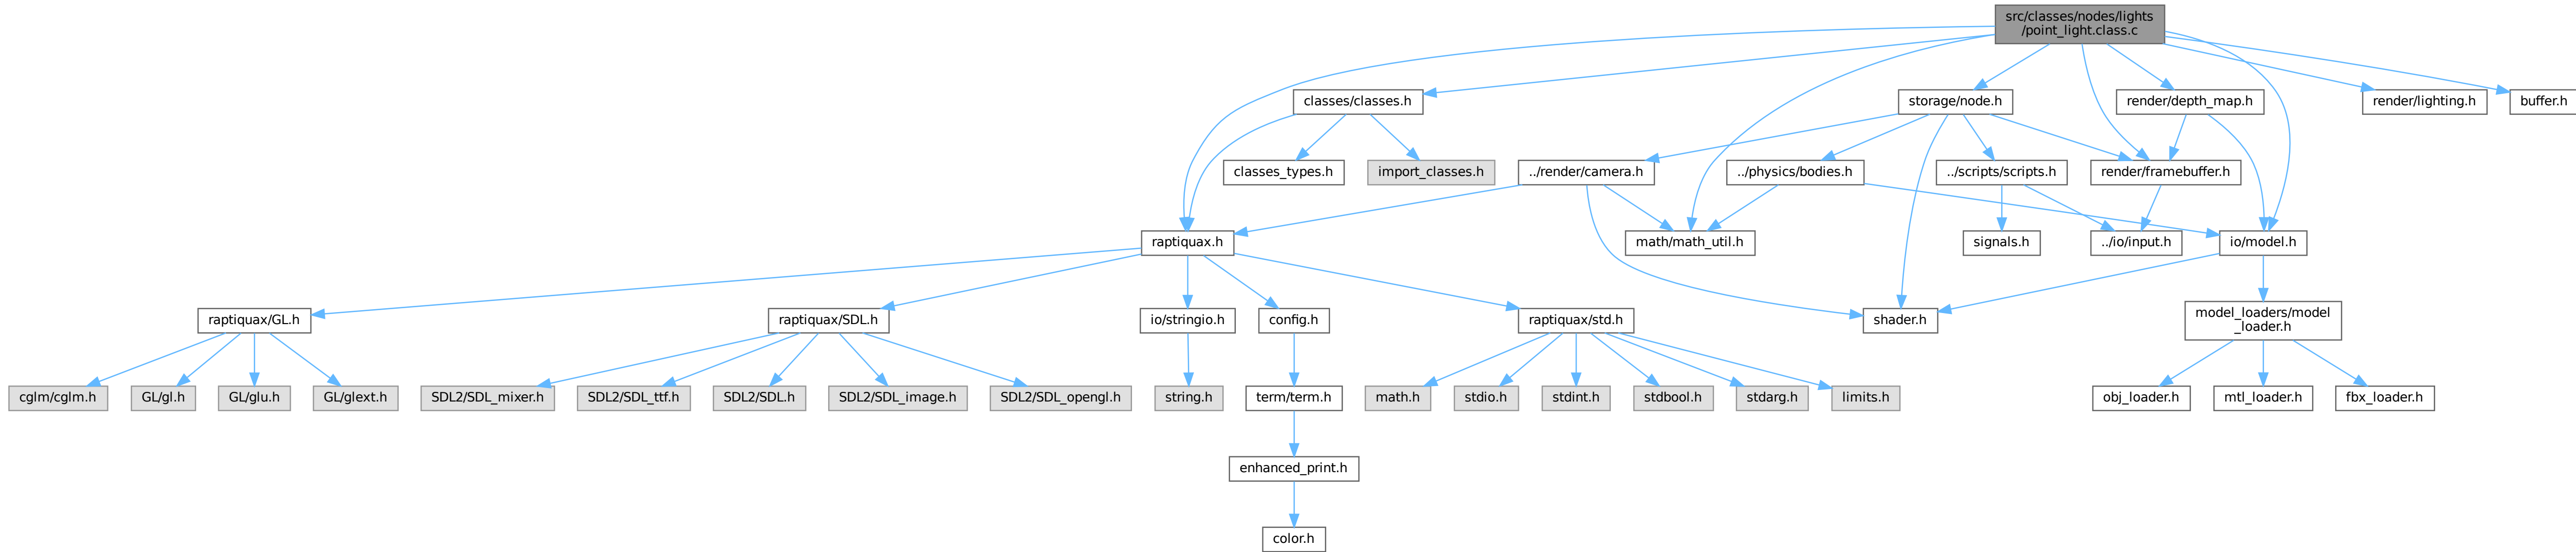 src/classes/nodes/lights
/point_light.class.c
classes/classes.h
storage/node.h
render/depth_map.h
render/lighting.h
buffer.h
classes_types.h
import_classes.h
../render/camera.h
../physics/bodies.h
../scripts/scripts.h
render/framebuffer.h
raptiquax.h
math/math_util.h
signals.h
../io/input.h
io/model.h
raptiquax/GL.h
raptiquax/SDL.h
io/stringio.h
config.h
raptiquax/std.h
shader.h
model_loaders/model
_loader.h
cglm/cglm.h
GL/gl.h
GL/glu.h
GL/glext.h
SDL2/SDL_mixer.h
SDL2/SDL_ttf.h
SDL2/SDL.h
SDL2/SDL_image.h
SDL2/SDL_opengl.h
string.h
term/term.h
math.h
stdio.h
stdint.h
stdbool.h
stdarg.h
limits.h
obj_loader.h
mtl_loader.h
fbx_loader.h
enhanced_print.h
color.h